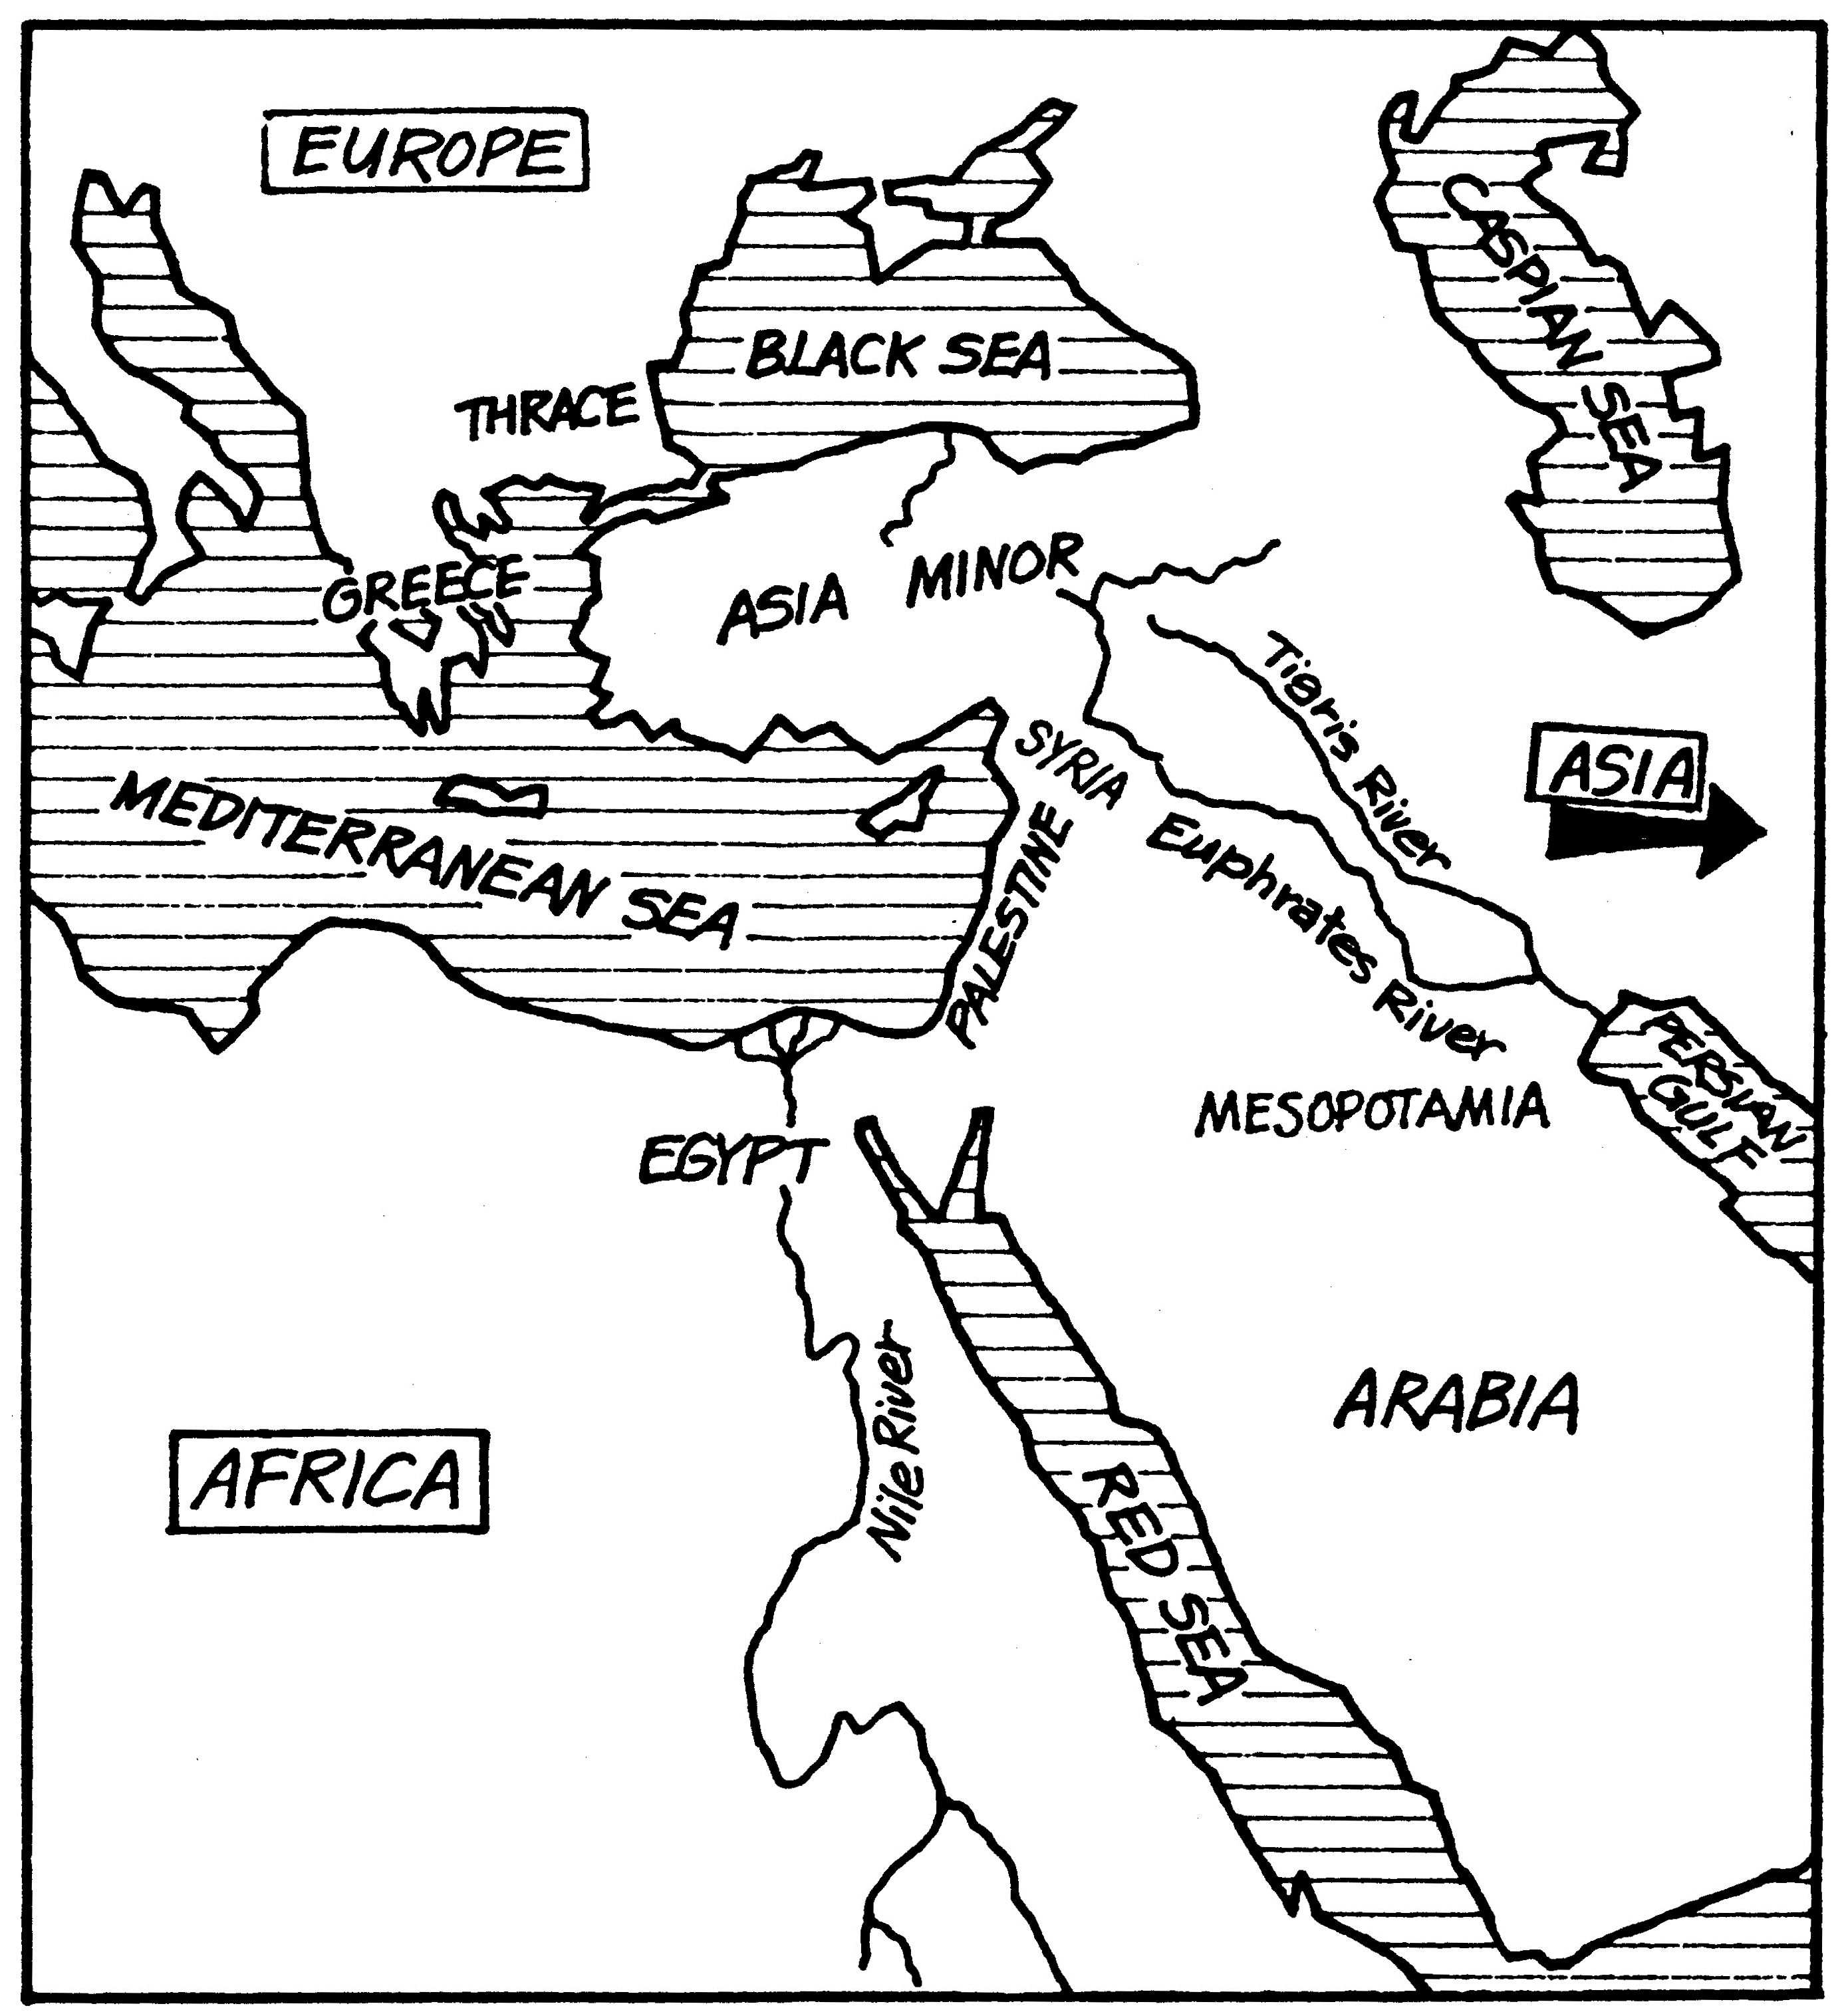 EUROPE
CASPIAN SEA
BLACK SEA
THRACE
GREECE
ASIA MINOR
Tigris River
SYRIA
ASIA
MEDITERRANEAN SEA
PALESTINE
Euphrates River
PERSIAN
GULF
MESOPOTAMIA
EGYPT
Nile River
ARABIA
AFRICA
RED SEA